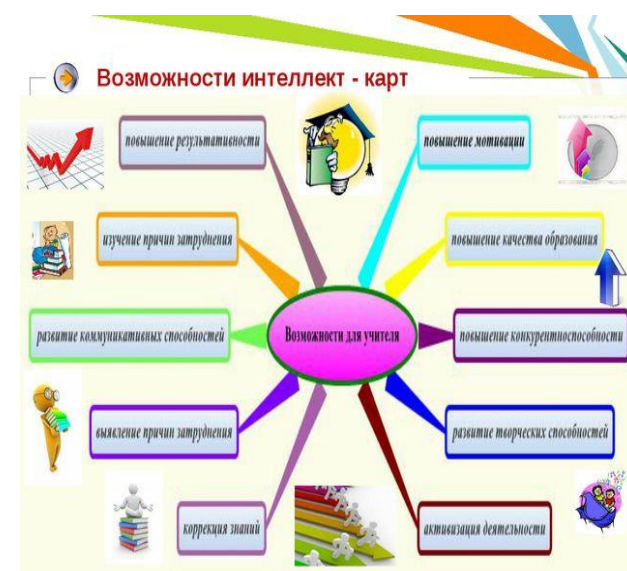 Возможности интеллект - карт
повышение результативности
повышение мотивации
изучение причин затруднения
повышение качества образования
развитие коммуникативных способностей
Возможности для учителя
повышение конкурентноспособности
выявление причин затруднения
развитие творческих способностей
коррекция знаний
активизация деятельности